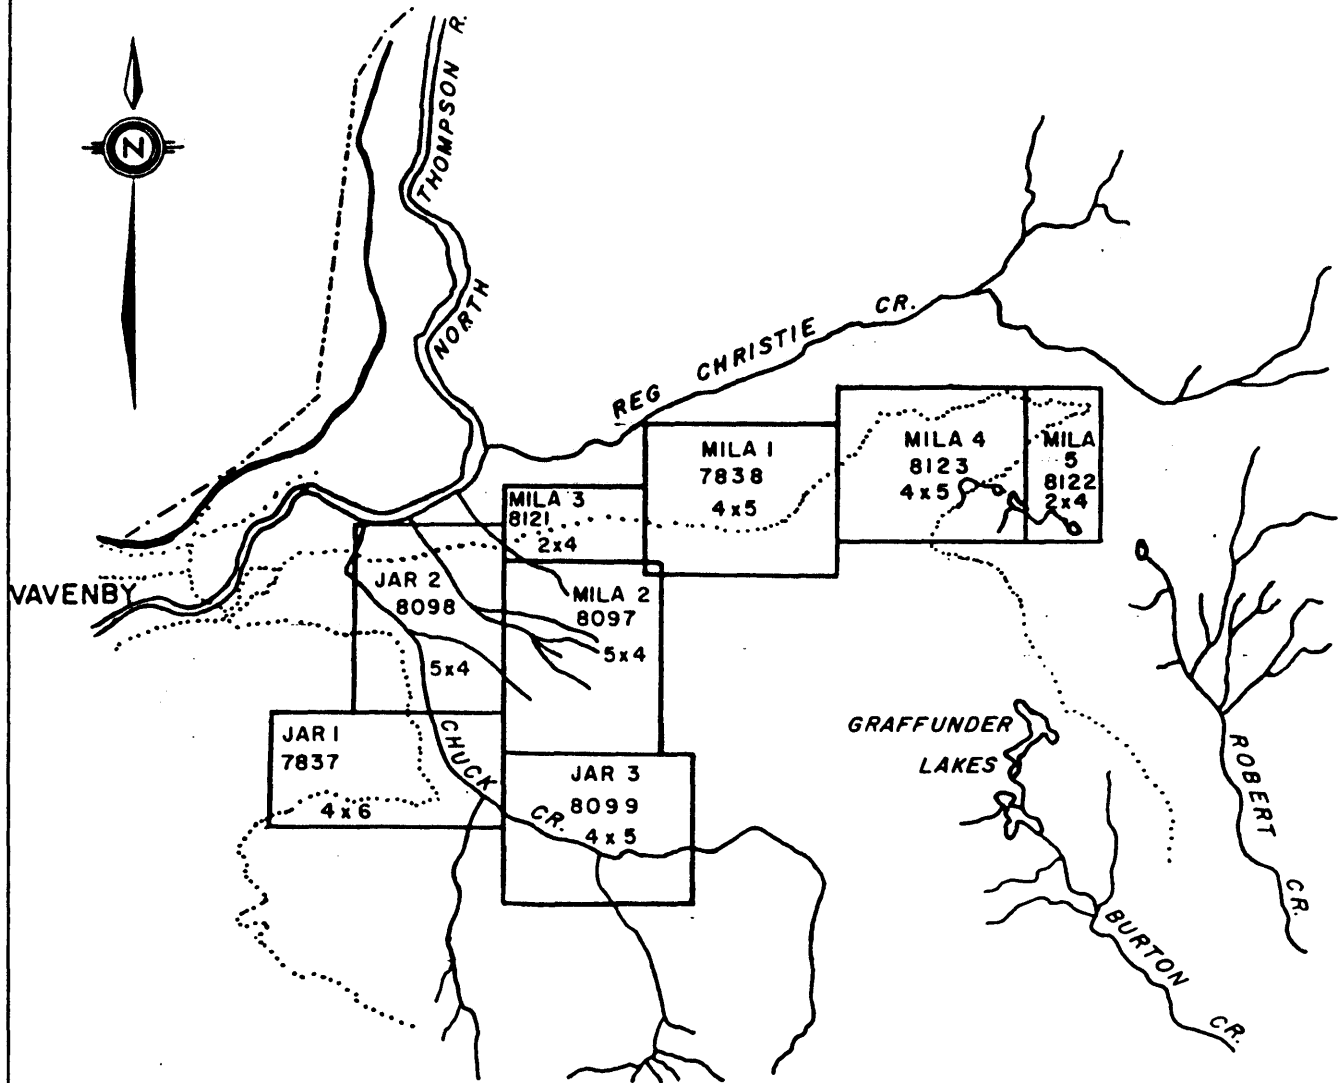 N
THOMPSON R.
NORTH
REG CHRISTIE CR.
MILA 1
7838
4x5
MILA 4
8123
4x5
MILA
5
8122
2x4
MILA 3
8121
2x4
VAVENBY
JAR 2
8098
5x4
MILA 2
8097
5x4
JAR 1
7837
4x6
CHUCK CR.
JAR 3
8099
4x5
GRAFFUNDER
LAKES
ROBERT CR.
BURTON CR.